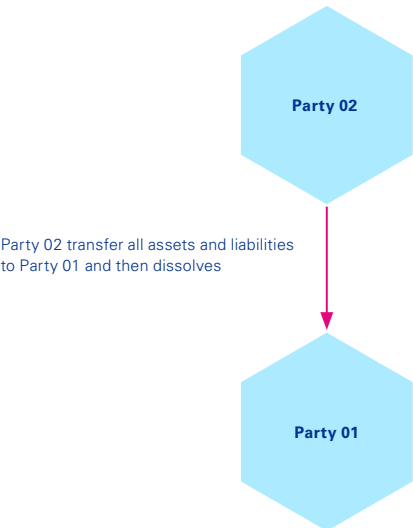 Party 02
Party 02 transfer all assets and liabilities
to Party 01 and then dissolves
Party 01